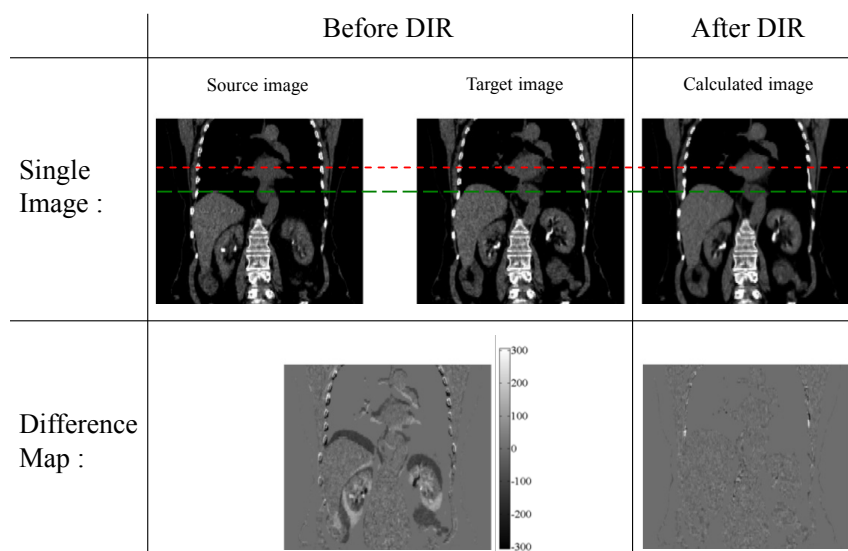 Before DIR
After DIR
Source image
Target image
Calculated image
Single
Image :
Difference
Map :
300
200
100
0
-100
-200
-300